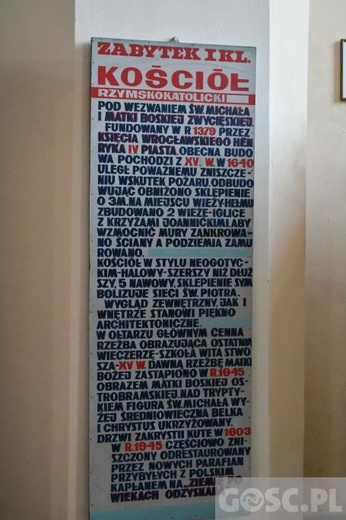 ZABYTEK I KL.
KOŚCIÓŁ
RZYMSKOKATOLICKI
POD WEZWANIEM ŚW. MICHAŁA
I MATKI BOSKIEJ ZWYCIĘSKIEJ.
FUNDOWANY W R 1379 PRZEZ
KSIĘCIA WROCŁAWSKIEGO HEN
RYKA IV PIASTA. OBECNA BUDO
WA POCHODZI Z XV. W. W 1640
ULEGŁ POWAŻNEMU ZNISZCZE-
NIU WSKUTEK POŻARU. ODBUDO
WUJĄC OBNIŻONO SKLEPIENIE
O 3M. NA MIEJSCU WIEŻY-HEŁMU
ZBUDOWANO 2 WIEŻE-IGLICE
Z KRZYŻAMI JOANNICKIMI. ABY
WZMOCNIĆ MURY ZANKROWA-
NO ŚCIANY A PODZIEMIA ZAMU
ROWANO.
KOŚCIÓŁ W STYLU NEOGOTYC-
KIM-HALOWY-SZERSZY NIŻ DŁUŻ
SZY, 5 NAWOWY, SKLEPIENIE SYM
BOLIZUJE SIECI ŚW. PIOTRA.
WYGLĄD ZEWNĘTRZNY, JAK I
WNĘTRZE STANOWI PIĘKNO
ARCHITEKTONICZNE.
W OŁTARZU GŁÓWNYM CENNA
RZEŹBA OBRAZUJĄCA OSTATNIĄ
WIECZERZĘ-SZKOŁA WITA STWO
SZA-XV W. DAWNĄ RZEŹBĘ MATKI
BOŻEJ ZASTĄPIONO W R.1945
OBRAZEM MATKI BOSKIEJ OS-
TROBRAMSKIEJ. NAD TRYPTY-
KIEM FIGURA ŚW. MICHAŁA WY
ŻEJ ŚREDNIOWIECZNA BELKA
I CHRYSTUS UKRZYŻOWANY.
DRZWI ZAKRYSTII KUTE W 1603
W R.1945 CZĘŚCIOWO ZNI-
SZCZONY ODRESTAUROWANY
PRZEZ NOWYCH PARAFIAN
PRZYBYŁYCH Z POLSKIM
KAPŁANEM NA „ZIEMI
WIEKACH ODZYSKA
GOSC.PL